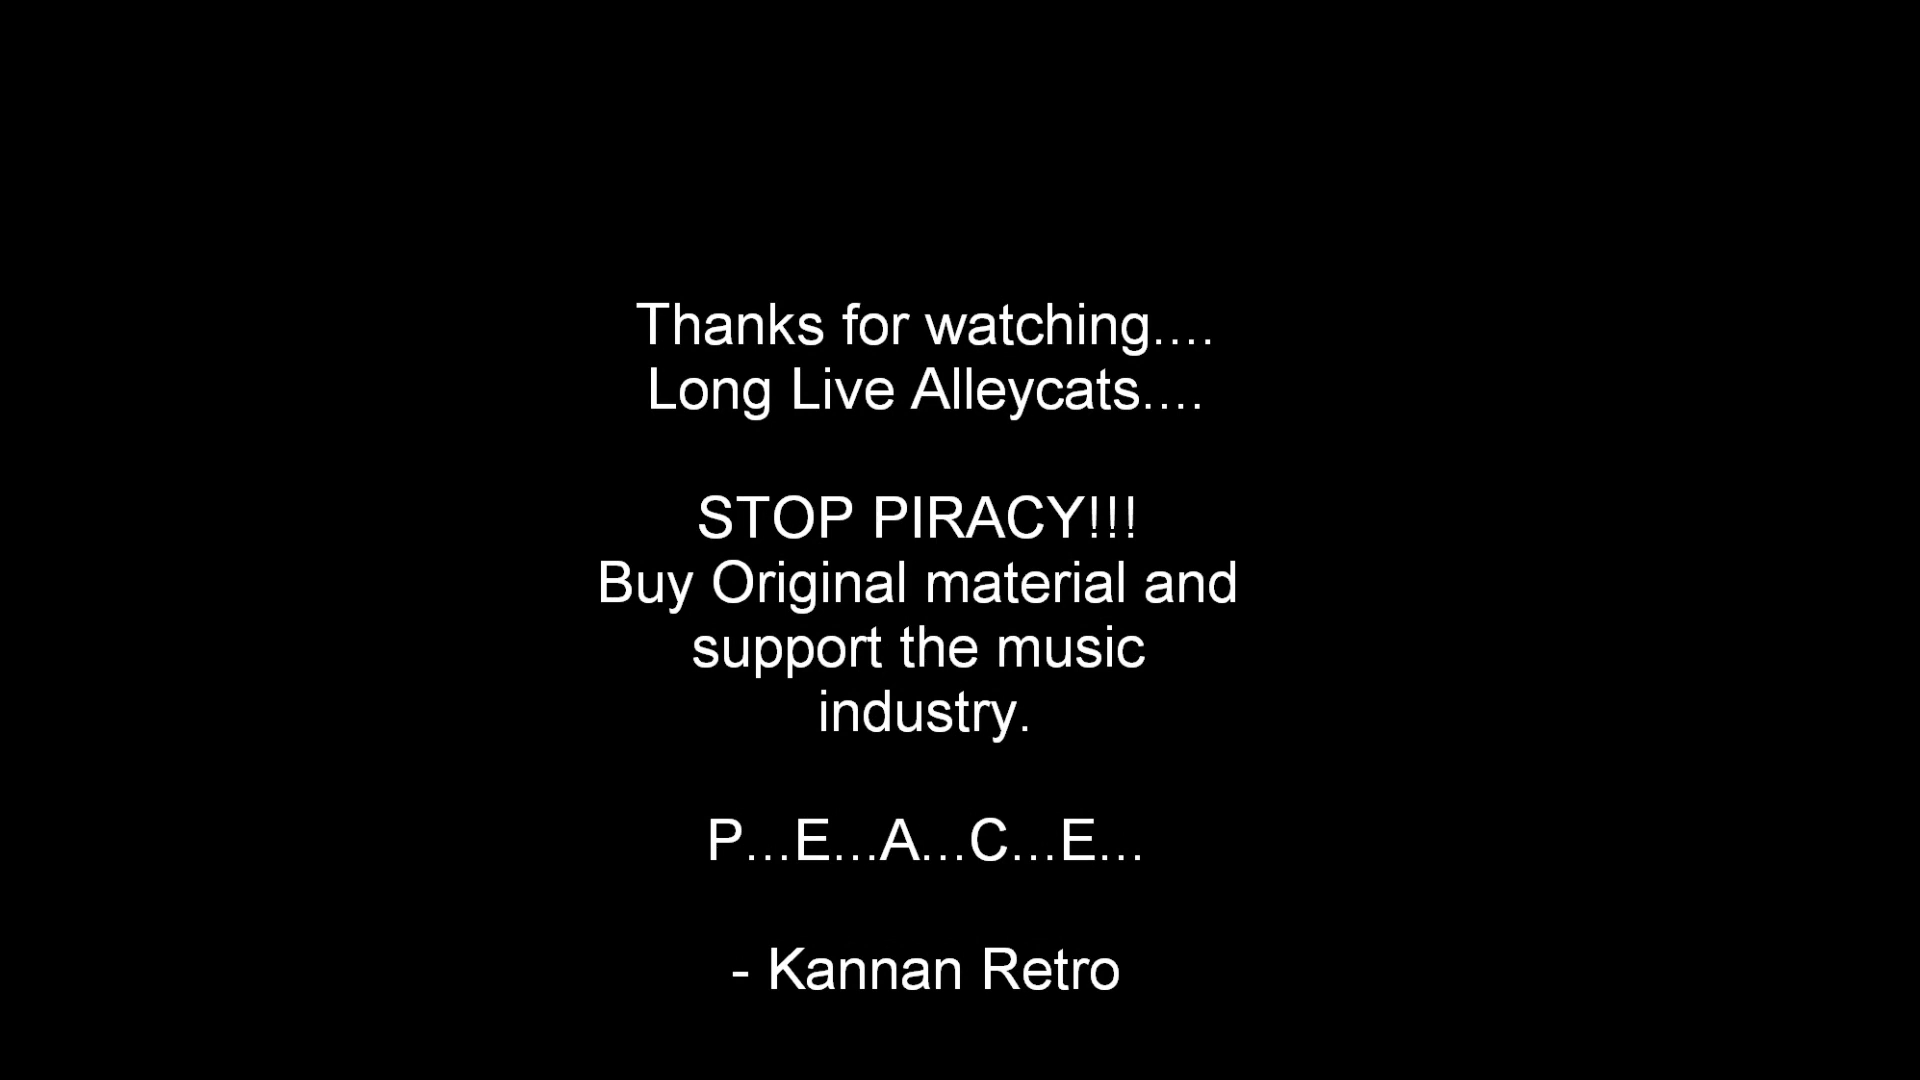 Thanks for watching....
Long Live Alleycats....
STOP PIRACY!!!
Buy Original material and
support the music
industry.
P...E...A...C...E...
- Kannan Retro